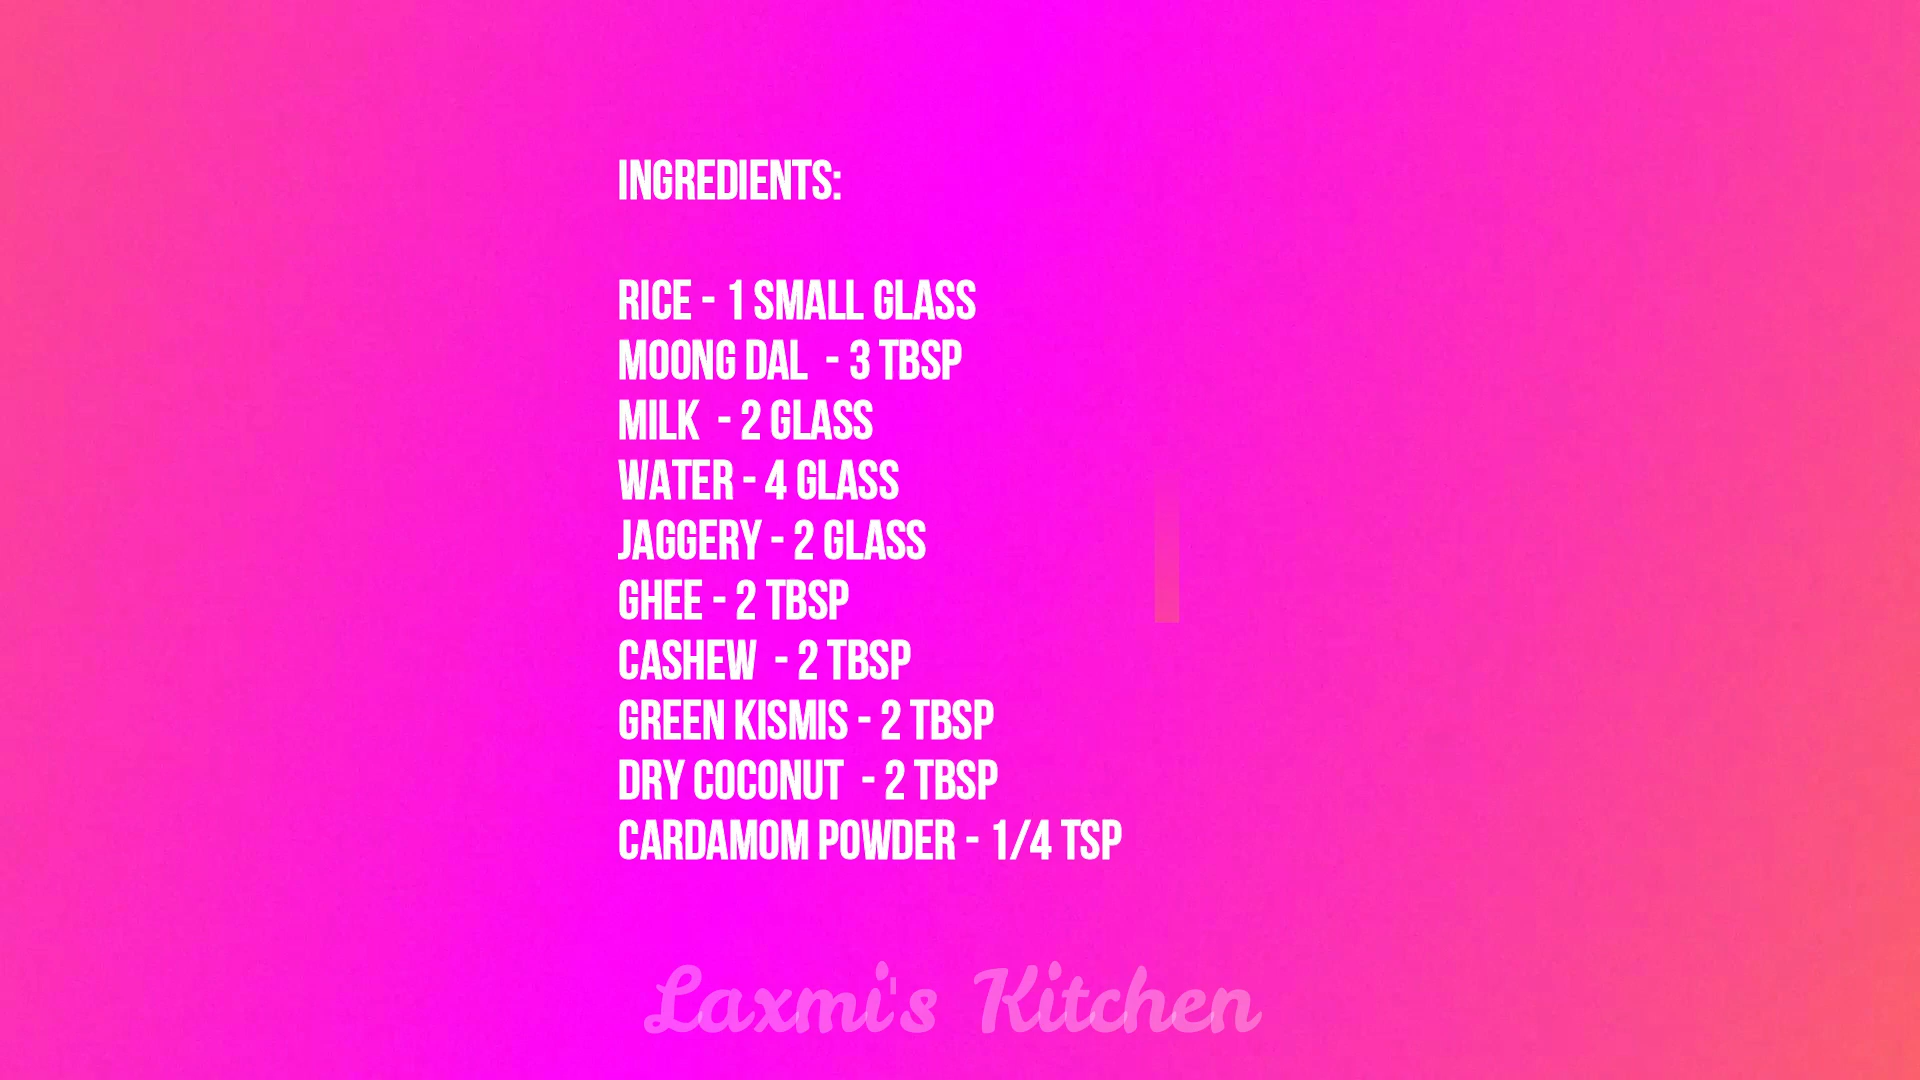 INGREDIENTS:
RICE - 1 SMALL GLASS
MOONG DAL - 3 TBSP
MILK - 2 GLASS
WATER - 4 GLASS
JAGGERY - 2 GLASS
GHEE - 2 TBSP
CASHEW - 2 TBSP
GREEN KISMIS - 2 TBSP
DRY COCONUT - 2 TBSP
CARDAMOM POWDER - 1/4 TSP
Laxmi's Kitchen